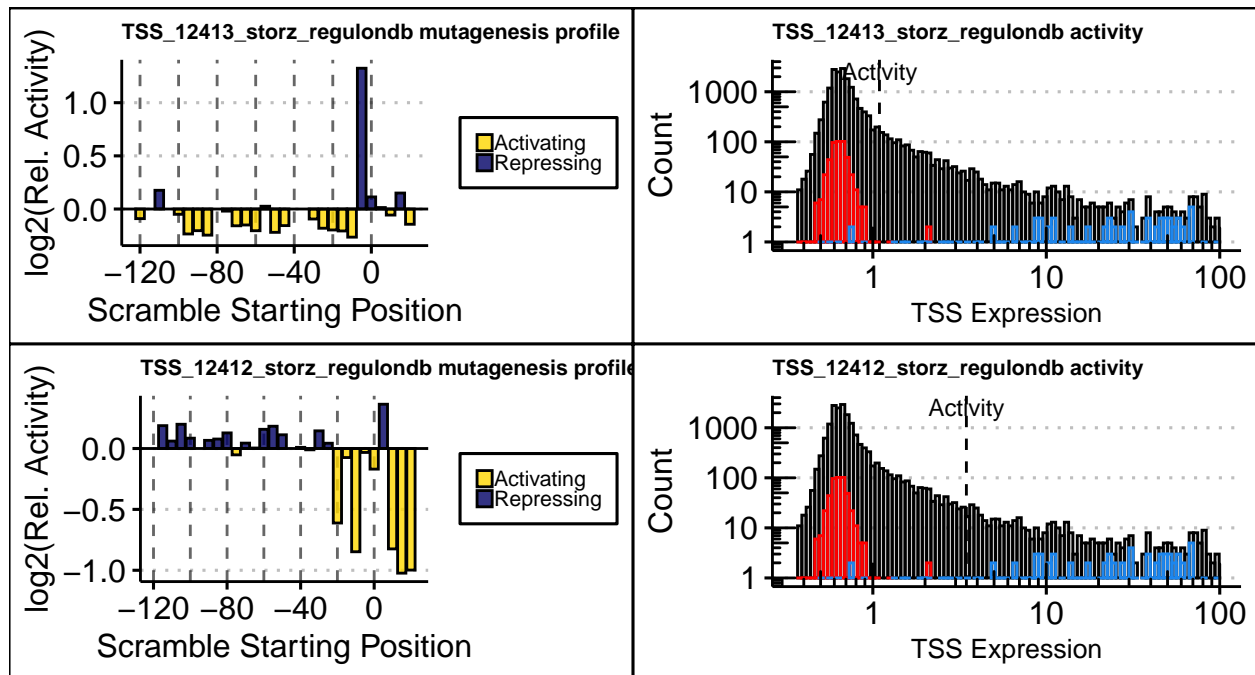 TSS_12413_storz_regulondb mutagenesis profile
log2(Rel. Activity)
1.0
0.5
0.0
−120
−80
−40
0
Scramble Starting Position
Activating
Repressing
TSS_12413_storz_regulondb activity
Activity
Count
1000
100
10
1
1
10
100
TSS Expression
TSS_12412_storz_regulondb mutagenesis profile
log2(Rel. Activity)
0.0
−0.5
−1.0
−120
−80
−40
0
Scramble Starting Position
Activating
Repressing
TSS_12412_storz_regulondb activity
Activity
Count
1000
100
10
1
1
10
100
TSS Expression